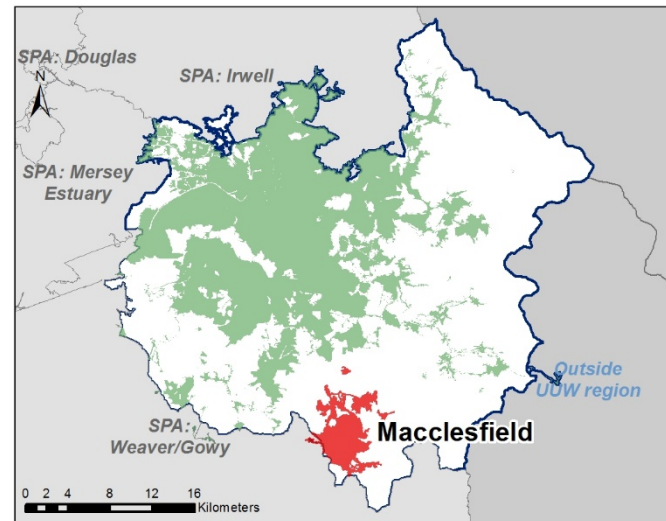 SPA: Douglas
N
SPA: Irwell
SPA: Mersey
Estuary
Outside
UUW region
Macclesfield
SPA:
Weaver/Gowy
0 2 4 8 12 16
Kilometers